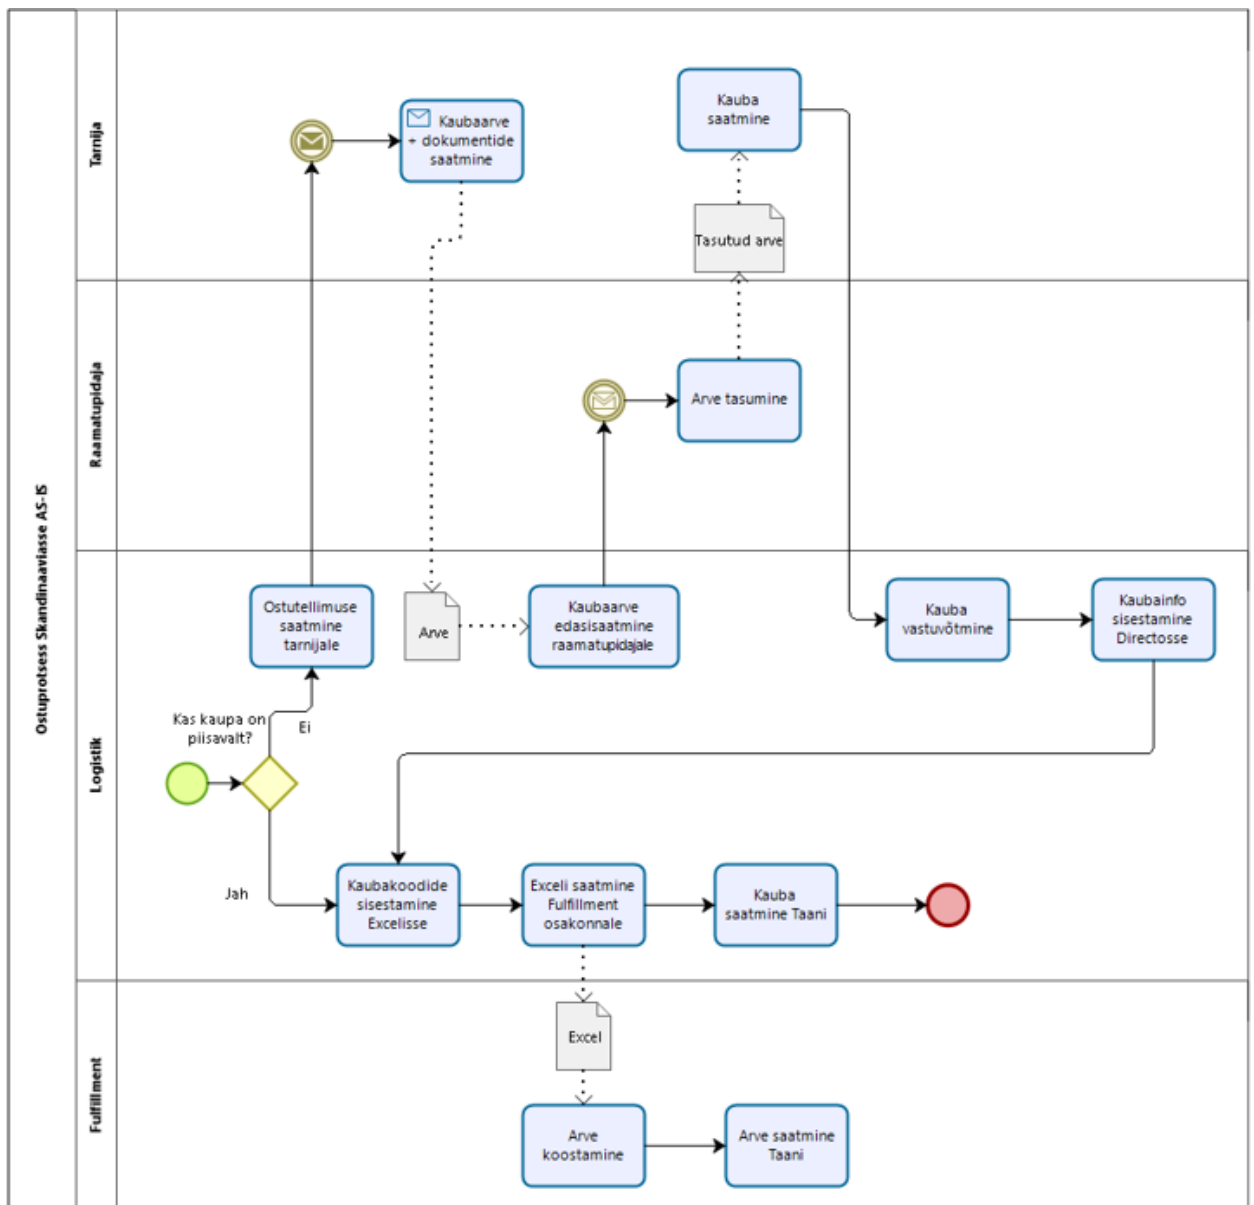 Ostuprotsess Skandinaaviasse AS-IS
Tarnija
Kaubaarve
+ dokumentide
saatmine
Kauba
saatmine
Tasutud arve
Raamatupidaja
Arve tasumine
Logistik
Ostutellimuse
saatmine
tarnijale
Arve
Kaubaarve
edasisaatmine
raamatupidajale
Kauba
vastuvõtmine
Kaubainfo
sisestamine
Directosse
Kas kaupa on
piisavalt?
Ei
Jah
Kaubakoodide
sisestamine
Excelisse
Exceli saatmine
Fulfillment
osakonnale
Kauba
saatmine Taani
Fulfillment
Excel
Arve
koostamine
Arve saatmine
Taani